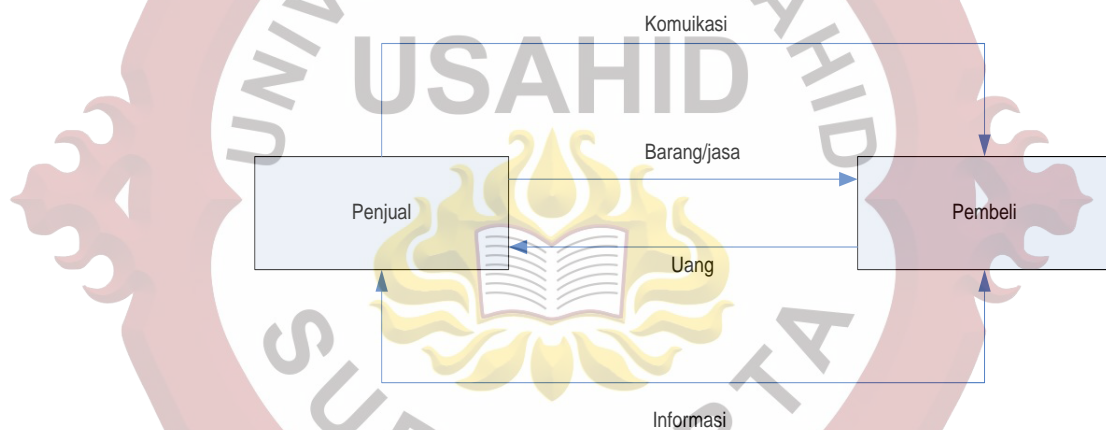 Komuikasi
USAHID
Barang/jasa
Penjual
Pembeli
Uang
Informasi